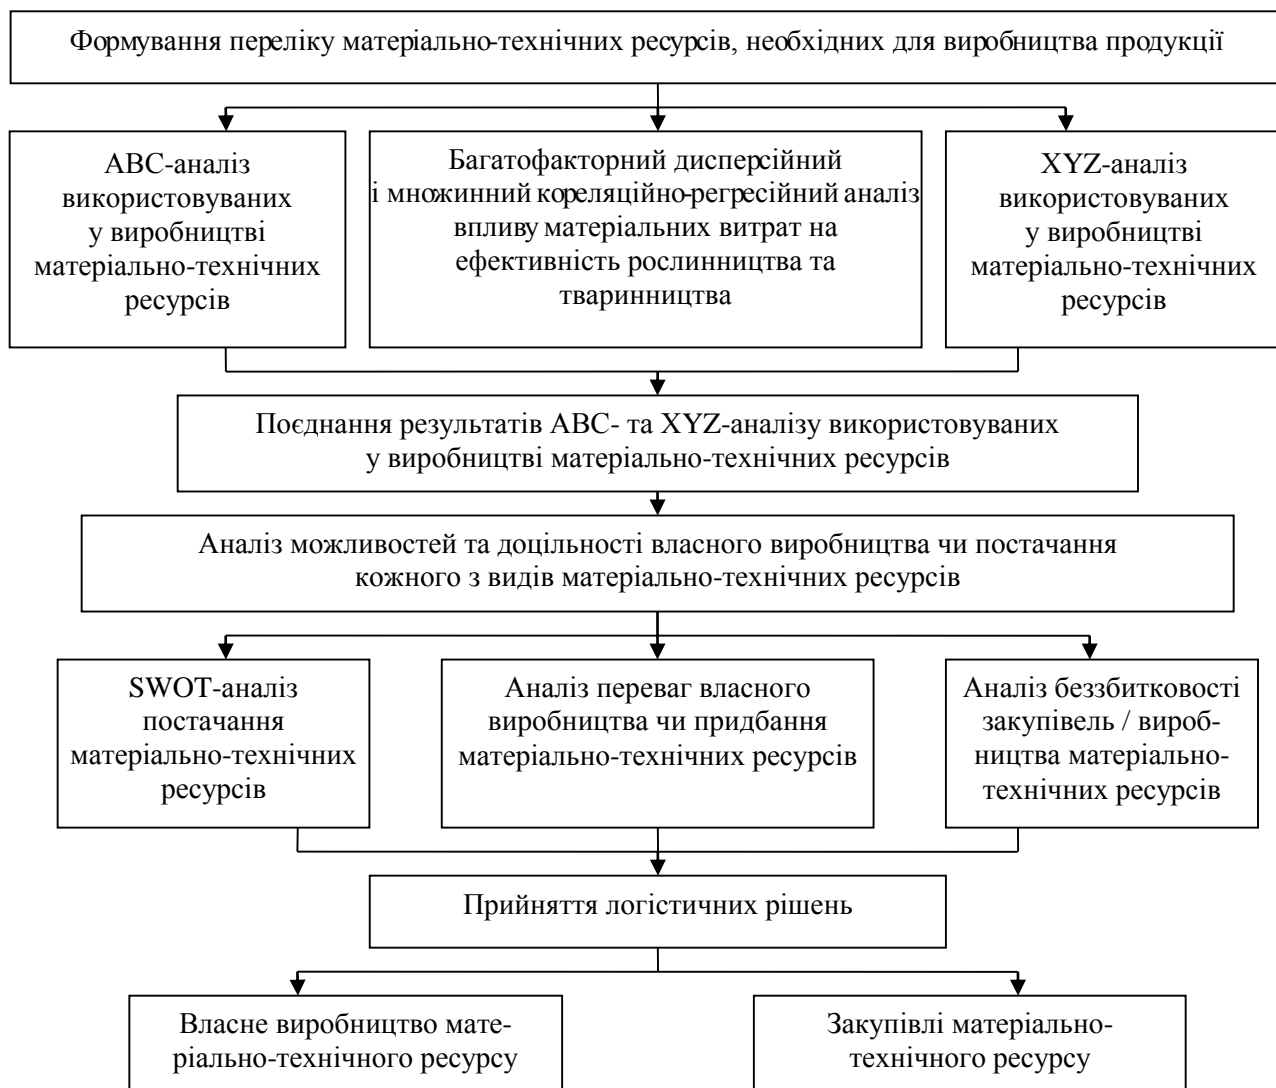 Формування переліку матеріально-технічних ресурсів, необхідних для виробництва продукції
АВС-аналіз
використовуваних
у виробництві
матеріально-технічних
ресурсів
Багатофакторний дисперсійний
і множинний кореляційно-регресійний аналіз
впливу матеріальних витрат на
ефективність рослинництва та
тваринництва
XYZ-аналіз
використовуваних
у виробництві
матеріально-технічних
ресурсів
Поєднання результатів АВС- та XYZ-аналізу використовуваних
у виробництві матеріально-технічних ресурсів
Аналіз можливостей та доцільності власного виробництва чи постачання
кожного з видів матеріально-технічних ресурсів
SWOT-аналіз
постачання
матеріально-технічних
ресурсів
Аналіз переваг власного
виробництва чи придбання
матеріально-технічних ресурсів
Аналіз беззбитковості
закупівель / вироб-
ництва матеріально-
технічних ресурсів
Прийняття логістичних рішень
Власне виробництво мате-
ріально-технічного ресурсу
Закупівлі матеріально-
технічного ресурсу